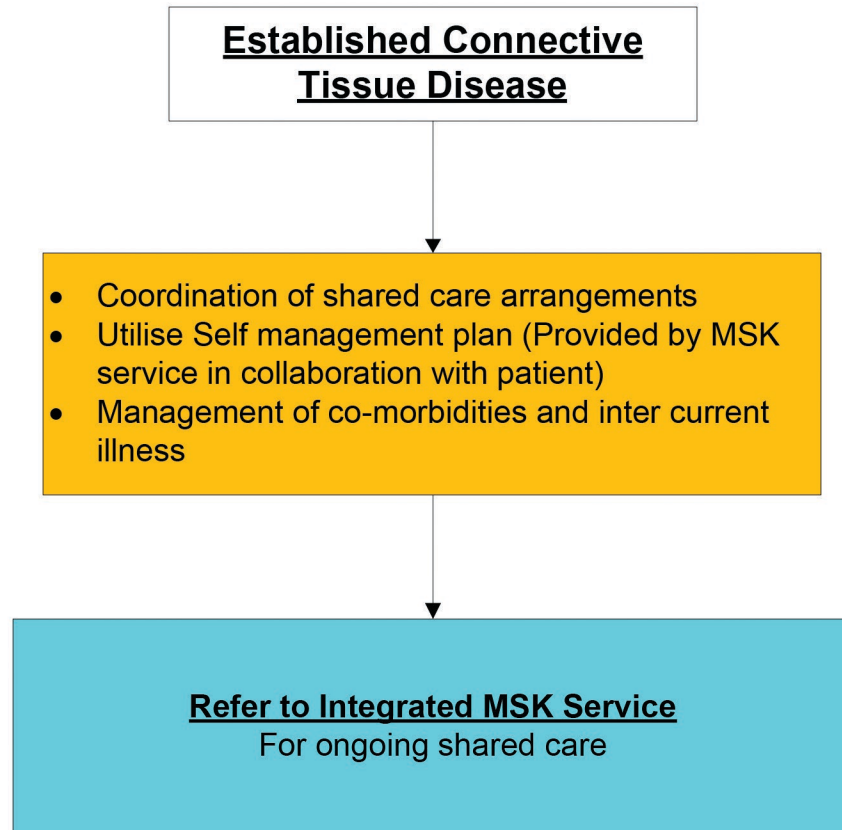 Established Connective
Tissue Disease
• Coordination of shared care arrangements
• Utilise Self management plan (Provided by MSK
service in collaboration with patient)
• Management of co-morbidities and inter current
illness
Refer to Integrated MSK Service
For ongoing shared care